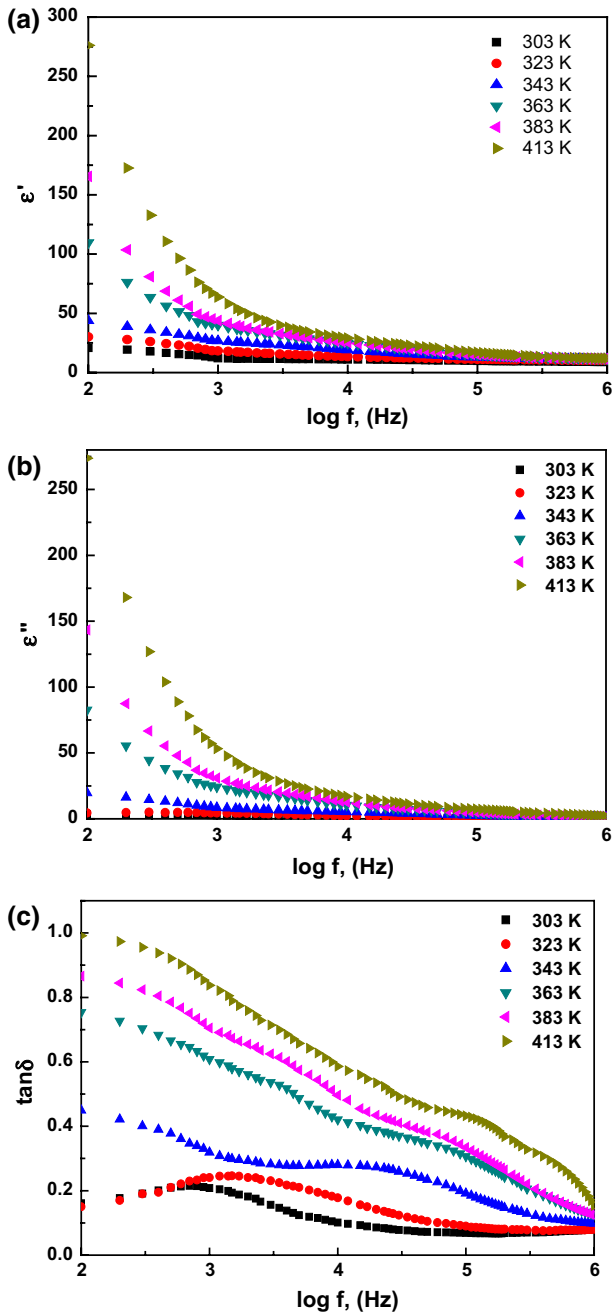 (a)
300
250
200
150
100
50
0
ε'
2 3 4 5 6
log f, (Hz)
303 K
323 K
343 K
363 K
383 K
413 K
(b)
250
200
150
100
50
0
ε"
2 3 4 5 6
log f, (Hz)
303 K
323 K
343 K
363 K
383 K
413 K
(c)
1.0
0.8
0.6
0.4
0.2
0.0
tanδ
2 3 4 5 6
log f, (Hz)
303 K
323 K
343 K
363 K
383 K
413 K